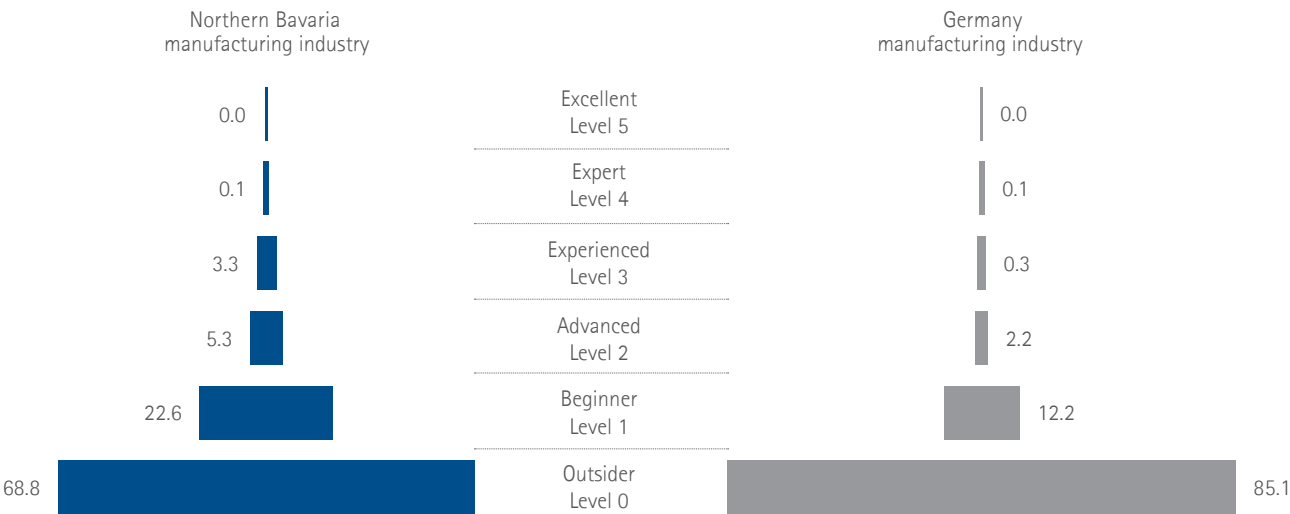 Northern Bavaria
manufacturing industry
Germany
manufacturing industry
0.0
Excellent
Level 5
0.0
0.1
Expert
Level 4
0.1
3.3
Experienced
Level 3
0.3
5.3
Advanced
Level 2
2.2
22.6
Beginner
Level 1
12.2
68.8
Outsider
Level 0
85.1